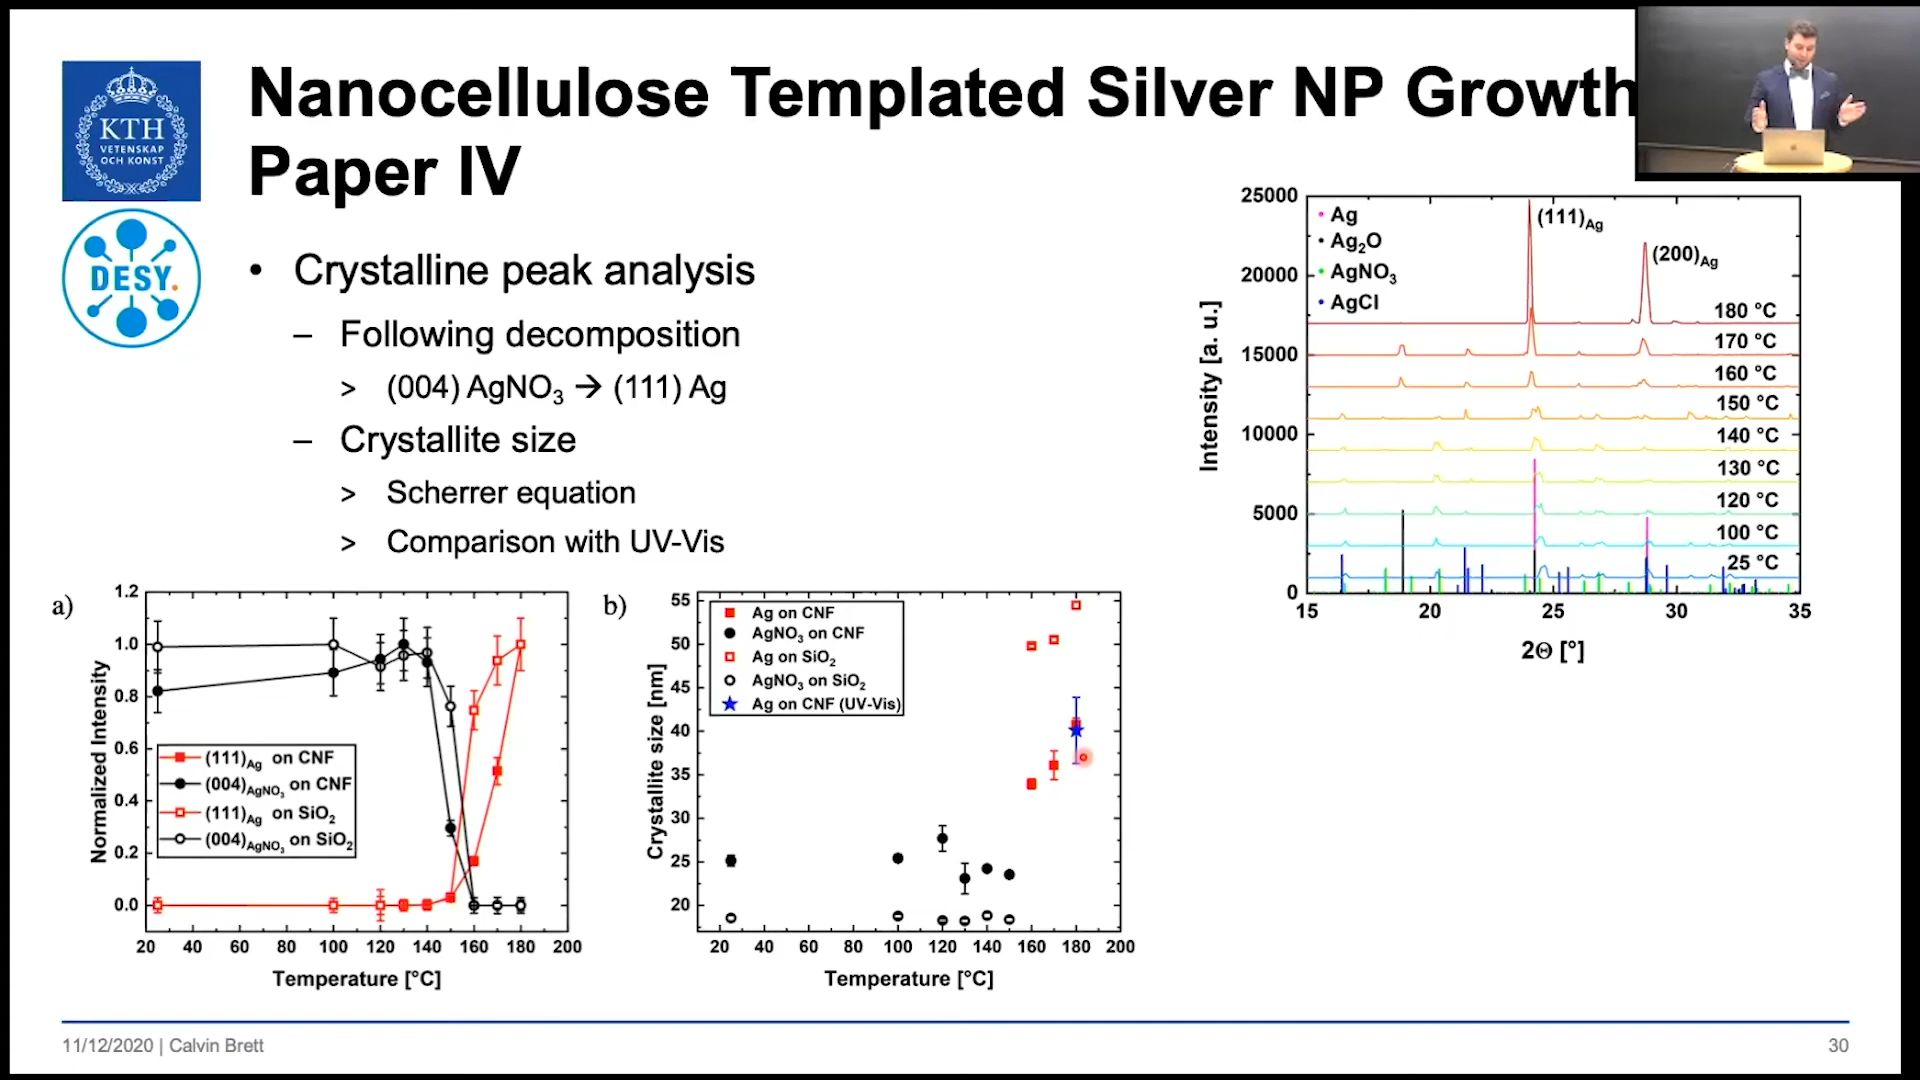 Nanocellulose Templated Silver NP Growth
Paper IV
KTH
VETENSKAP
OCH KONST
DESY.
• Crystalline peak analysis
– Following decomposition
> (004) AgNO₃ → (111) Ag
– Crystallite size
> Scherrer equation
> Comparison with UV-Vis
25000
20000
15000
10000
5000
0
Intensity [a. u.]
Ag
Ag₂O
AgNO₃
AgCl
(111)Ag
(200)Ag
180 °C
170 °C
160 °C
150 °C
140 °C
130 °C
120 °C
100 °C
25 °C
15 20 25 30 35
2Θ [°]
a)
1.2
1.0
0.8
0.6
0.4
0.2
0.0
Normalized Intensity
(111)Ag on CNF
(004)AgNO₃ on CNF
(111)Ag on SiO₂
(004)AgNO₃ on SiO₂
20 40 60 80 100 120 140 160 180 200
Temperature [°C]
b)
55
50
45
40
35
30
25
20
Crystallite size [nm]
Ag on CNF
AgNO₃ on CNF
Ag on SiO₂
AgNO₃ on SiO₂
Ag on CNF (UV-Vis)
20 40 60 80 100 120 140 160 180 200
Temperature [°C]
11/12/2020 | Calvin Brett
30